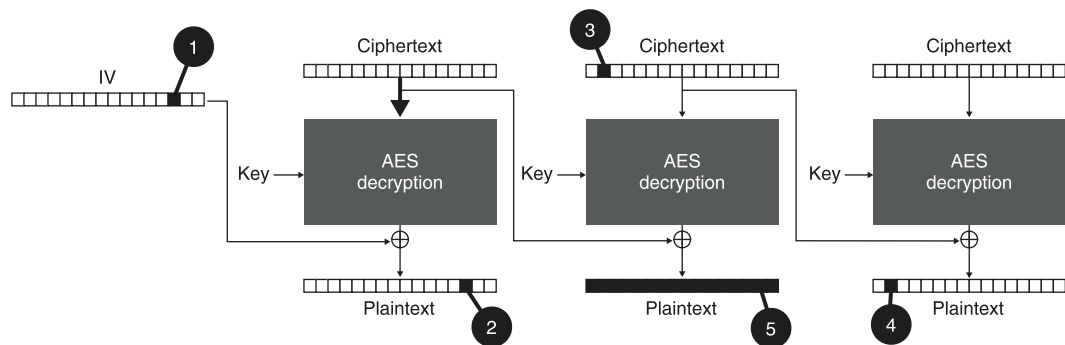 1
3
Ciphertext
Ciphertext
Ciphertext
IV
Key
AES
decryption
Key
AES
decryption
Key
AES
decryption
Plaintext
2
Plaintext
5
4
Plaintext